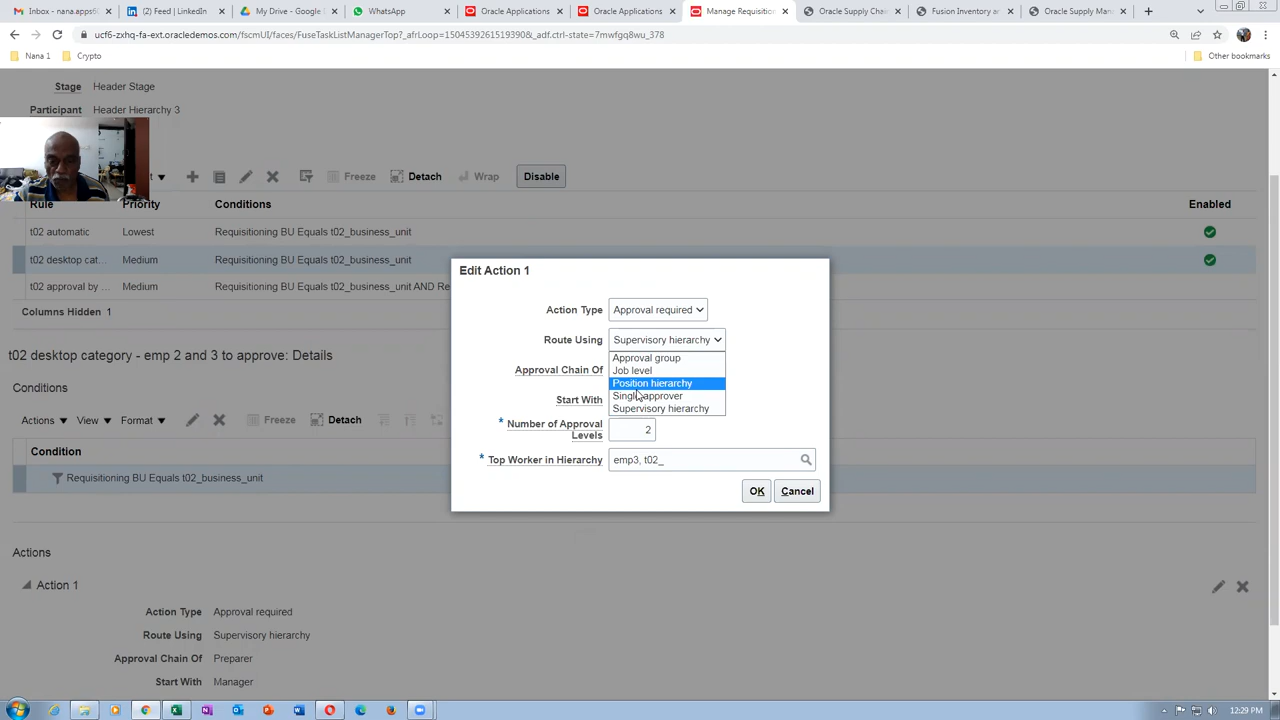 Inbox - nana.apps6
(2) Feed | LinkedIn
My Drive - Google Drive
WhatsApp
Oracle Applications
Oracle Applications
Manage Requisition
Oracle Supply Chai
Fusion Inventory a
Oracle Supply Man
ucf6-zxhq-fa-ext.oracledemos.com/fscmUI/faces/FuseTaskListManagerTop?_afrLoop=15045392651519390&_adf.ctrl-state=7mwfgq8wu_378
Nana 1
Crypto
Other bookmarks
Stage Header Stage
Participant Header Hierarchy 3
Freeze Detach Wrap Disable
Rule Priority Conditions Enabled
t02 automatic Lowest Requisitioning BU Equals t02_business_unit
t02 desktop cat... Medium Requisitioning BU Equals t02_business_unit
t02 approval by ... Medium Requisitioning BU Equals t02_business_unit AND Re
Columns Hidden 1
t02 desktop category - emp 2 and 3 to approve: Details
Conditions
Actions View Format Freeze Detach
Condition
Requisitioning BU Equals t02_business_unit
Actions
Action 1
Action Type Approval required
Route Using Supervisory hierarchy
Approval Chain Of Preparer
Start With Manager
Edit Action 1
Action Type Approval required
Route Using Supervisory hierarchy
Approval group
Job level
Position hierarchy
Single approver
Supervisory hierarchy
Approval Chain Of
Start With
* Number of Approval
Levels 2
* Top Worker in Hierarchy emp3, t02_
OK Cancel
12:29 PM